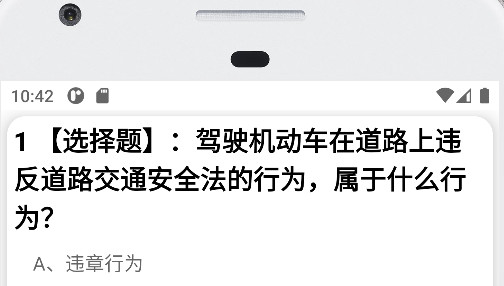 10:42
1 【选择题】：驾驶机动车在道路上违
反道路交通安全法的行为，属于什么行
为？
A、违章行为